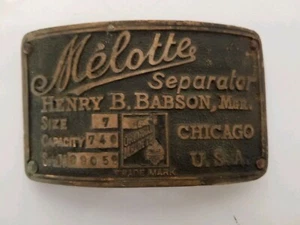 Mélotte
Separator
HENRY B. BABSON, MGR.
SIZE 7
CAPACITY 740
CHICAGO
U.S.A.
TRADE MARK